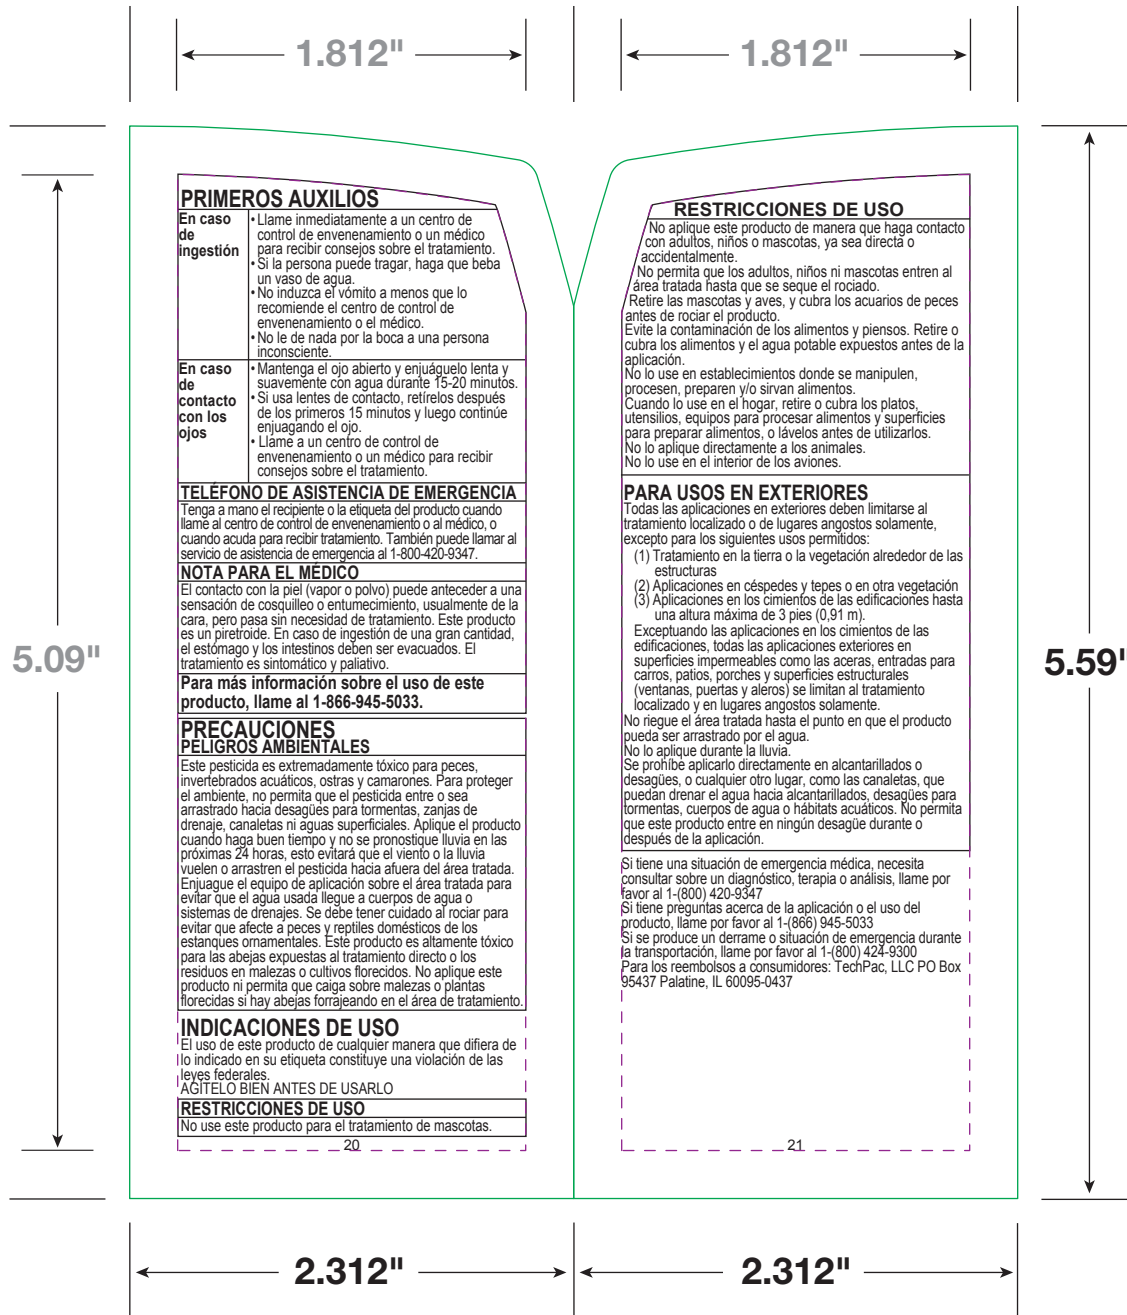 1.812"
1.812"
PRIMEROS AUXILIOS
En caso
de
ingestión
• Llame inmediatamente a un centro de
control de envenenamiento o un médico
para recibir consejos sobre el tratamiento.
• Si la persona puede tragar, haga que beba
un vaso de agua.
• No induzca el vómito a menos que lo
recomiende el centro de control de
envenenamiento o el médico.
• No le de nada por la boca a una persona
inconsciente.
En caso
de
contacto
con los
ojos
• Mantenga el ojo abierto y enjuáguelo lenta y
suavemente con agua durante 15-20 minutos.
• Si usa lentes de contacto, retírelos después
de los primeros 15 minutos y luego continúe
enjuagando el ojo.
• Llame a un centro de control de
envenenamiento o un médico para recibir
consejos sobre el tratamiento.
TELÉFONO DE ASISTENCIA DE EMERGENCIA
Tenga a mano el recipiente o la etiqueta del producto cuando
llame al centro de control de envenenamiento o al médico, o
cuando acuda para recibir tratamiento. También puede llamar al
servicio de asistencia de emergencia al 1-800-420-9347.
NOTA PARA EL MÉDICO
El contacto con la piel (vapor o polvo) puede anteceder a una
sensación de cosquilleo o entumecimiento, usualmente de la
cara, pero pasa sin necesidad de tratamiento. Este producto
es un piretroide. En caso de ingestión de una gran cantidad,
el estómago y los intestinos deben ser evacuados. El
tratamiento es sintomático y paliativo.
Para más información sobre el uso de este
producto, llame al 1-866-945-5033.
PRECAUCIONES
PELIGROS AMBIENTALES
Este pesticida es extremadamente tóxico para peces,
invertebrados acuáticos, ostras y camarones. Para proteger
el ambiente, no permita que el pesticida entre o sea
arrastrado hacia desagües para tormentas, zanjas de
drenaje, canaletas ni aguas superficiales. Aplique el producto
cuando haga buen tiempo y no se pronostique lluvia en las
próximas 24 horas, esto evitará que el viento o la lluvia
vuelen o arrastren el pesticida hacia afuera del área tratada.
Enjuague el equipo de aplicación sobre el área tratada para
evitar que el agua usada llegue a cuerpos de agua o
sistemas de drenajes. Se debe tener cuidado al rociar para
evitar que afecte a peces y reptiles domésticos de los
estanques ornamentales. Este producto es altamente tóxico
para las abejas expuestas al tratamiento directo o los
residuos en malezas o cultivos florecidos. No aplique este
producto ni permita que caiga sobre malezas o plantas
florecidas si hay abejas forrajeando en el área de tratamiento.
INDICACIONES DE USO
El uso de este producto de cualquier manera que difiera de
lo indicado en su etiqueta constituye una violación de las
leyes federales.
AGÍTELO BIEN ANTES DE USARLO
RESTRICCIONES DE USO
No use este producto para el tratamiento de mascotas.
20
RESTRICCIONES DE USO
No aplique este producto de manera que haga contacto
con adultos, niños o mascotas, ya sea directa o
accidentalmente.
No permita que los adultos, niños ni mascotas entren al
área tratada hasta que se seque el rociado.
Retire las mascotas y aves, y cubra los acuarios de peces
antes de rociar el producto.
Evite la contaminación de los alimentos y piensos. Retire o
cubra los alimentos y el agua potable expuestos antes de la
aplicación.
No lo use en establecimientos donde se manipulen,
procesen, preparen y/o sirvan alimentos.
Cuando lo use en el hogar, retire o cubra los platos,
utensilios, equipos para procesar alimentos y superficies
para preparar alimentos, o lávelos antes de utilizarlos.
No lo aplique directamente a los animales.
No lo use en el interior de los aviones.
PARA USOS EN EXTERIORES
Todas las aplicaciones en exteriores deben limitarse al
tratamiento localizado o de lugares angostos solamente,
excepto para los siguientes usos permitidos:
(1) Tratamiento en la tierra o la vegetación alrededor de las
estructuras
(2) Aplicaciones en céspedes y tepes o en otra vegetación
(3) Aplicaciones en los cimientos de las edificaciones hasta
una altura máxima de 3 pies (0,91 m).
Exceptuando las aplicaciones en los cimientos de las
edificaciones, todas las aplicaciones exteriores en
superficies impermeables como las aceras, entradas para
carros, patios, porches y superficies estructurales
(ventanas, puertas y aleros) se limitan al tratamiento
localizado y en lugares angostos solamente.
No riegue el área tratada hasta el punto en que el producto
pueda ser arrastrado por el agua.
No lo aplique durante la lluvia.
Se prohíbe aplicarlo directamente en alcantarillados o
desagües, o cualquier otro lugar, como las canaletas, que
puedan drenar el agua hacia alcantarillados, desagües para
tormentas, cuerpos de agua o hábitats acuáticos. No permita
que este producto entre en ningún desagüe durante o
después de la aplicación.
Si tiene una situación de emergencia médica, necesita
consultar sobre un diagnóstico, terapia o análisis, llame por
favor al 1-(800) 420-9347
Si tiene preguntas acerca de la aplicación o el uso del
producto, llame por favor al 1-(866) 945-5033
Si se produce un derrame o situación de emergencia durante
la transportación, llame por favor al 1-(800) 424-9300
Para los reembolsos a consumidores: TechPac, LLC PO Box
95437 Palatine, IL 60095-0437
21
5.09"
5.59"
2.312"
2.312"